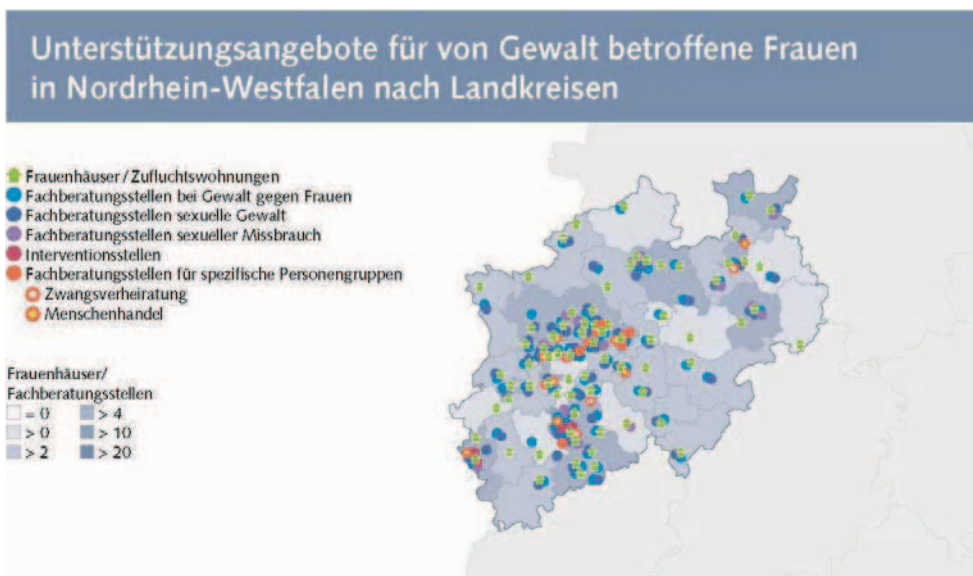 Unterstützungsangebote für von Gewalt betroffene Frauen
in Nordrhein-Westfalen nach Landkreisen
Frauenhäuser/Zufluchtswohnungen
Fachberatungsstellen bei Gewalt gegen Frauen
Fachberatungsstellen sexuelle Gewalt
Fachberatungsstellen sexueller Missbrauch
Interventionsstellen
Fachberatungsstellen für spezifische Personengruppen
Zwangsverheiratung
Menschenhandel
Frauenhäuser/
Fachberatungsstellen
= 0 > 4
> 0 > 10
> 2 > 20